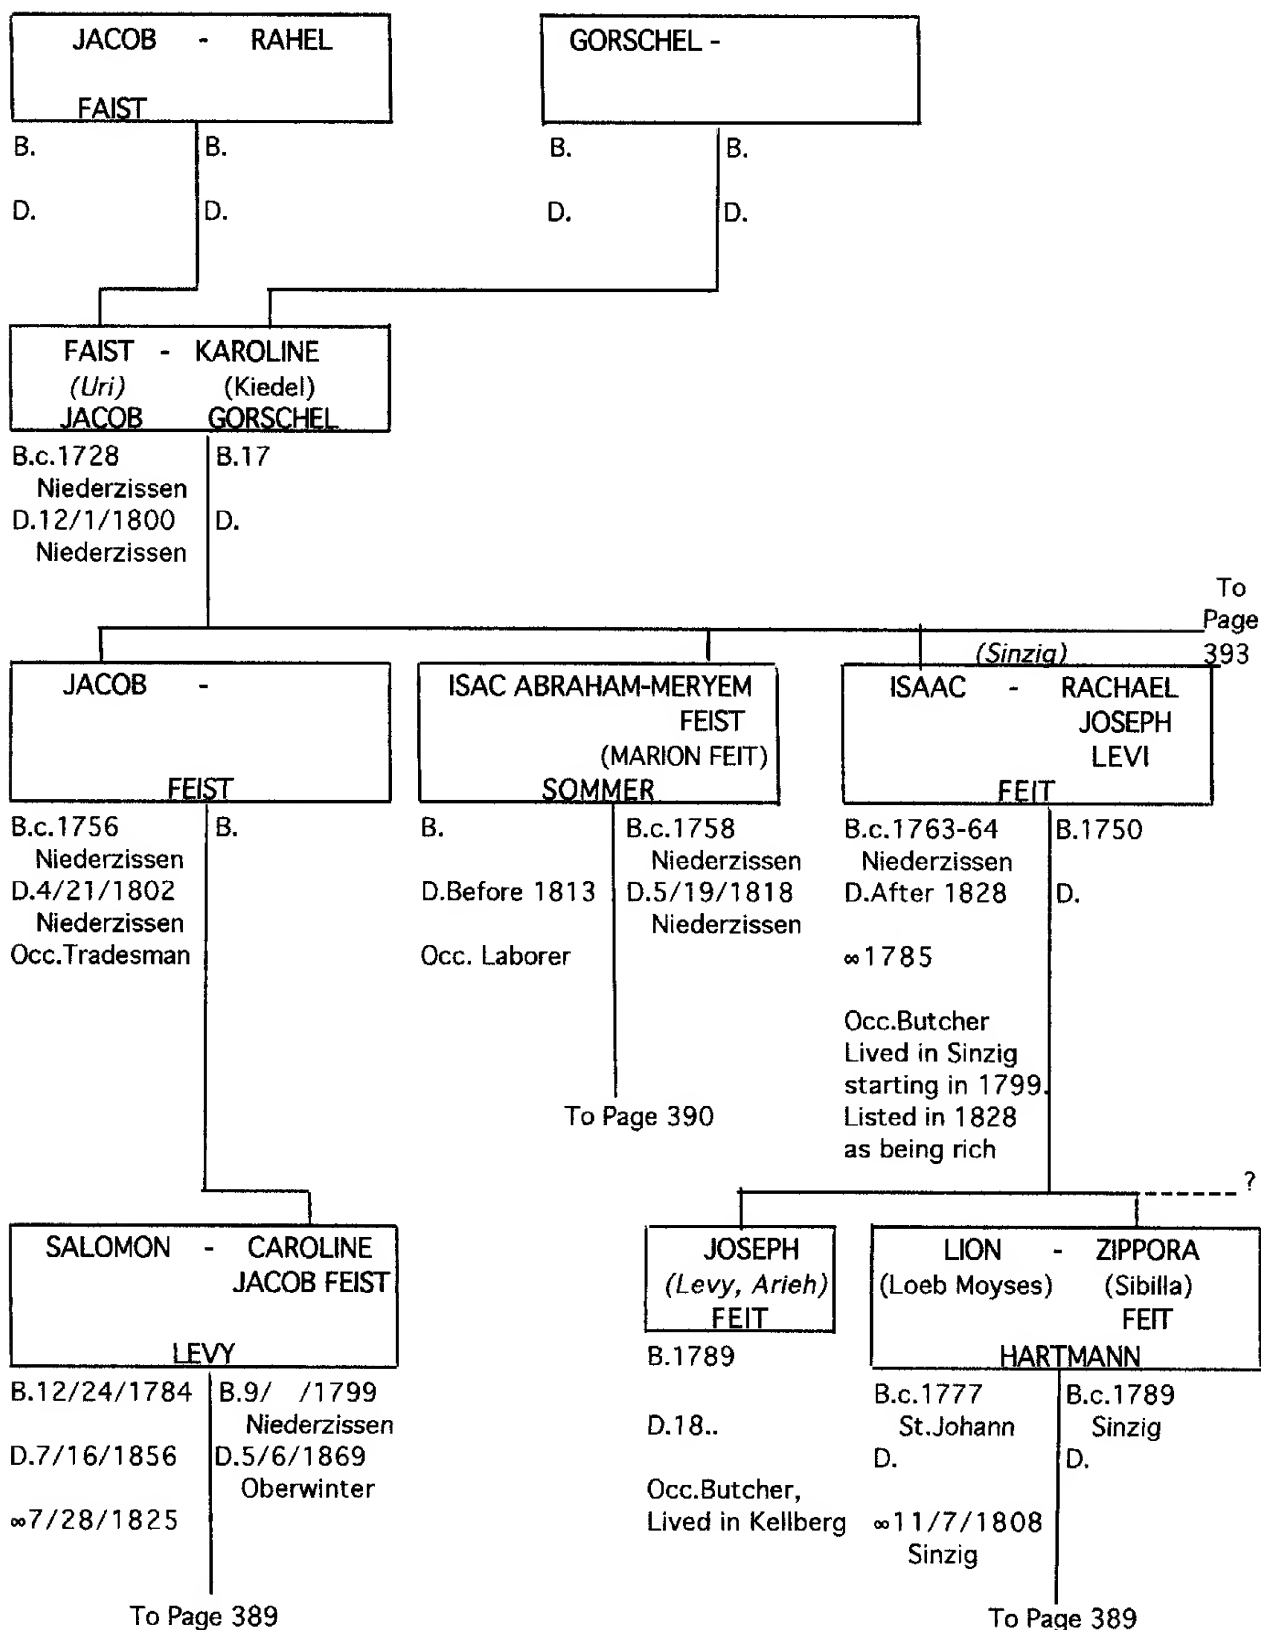 JACOB - RAHEL
FAIST
B. B.
D. D.
GORSCHEL -
B. B.
D. D.
FAIST - KAROLINE
(Uri) (Kiedel)
JACOB GORSCHEL
B.c.1728 B.17
Niederzissen
D.12/1/1800 D.
Niederzissen
To
Page
393
JACOB -
FEIST
B.c.1756 B.
Niederzissen
D.4/21/1802
Niederzissen
Occ.Tradesman
ISAC ABRAHAM-MERYEM
FEIST
(MARION FEIT)
SOMMER
B. B.c.1758
Niederzissen
D.Before 1813 D.5/19/1818
Niederzissen
Occ. Laborer
To Page 390
(Sinzig)
ISAAC - RACHAEL
JOSEPH
LEVI
FEIT
B.c.1763-64 B.1750
Niederzissen
D.After 1828 D.
∞1785
Occ.Butcher
Lived in Sinzig
starting in 1799.
Listed in 1828
as being rich
?
SALOMON - CAROLINE
JACOB FEIST
LEVY
B.12/24/1784 B.9/ /1799
Niederzissen
D.7/16/1856 D.5/6/1869
Oberwinter
∞7/28/1825
To Page 389
JOSEPH
(Levy, Arieh)
FEIT
B.1789
D.18..
Occ.Butcher,
Lived in Kellberg
LION - ZIPPORA
(Loeb Moyses) (Sibilla)
FEIT
HARTMANN
B.c.1777 B.c.1789
St.Johann Sinzig
D. D.
∞11/7/1808
Sinzig
To Page 389